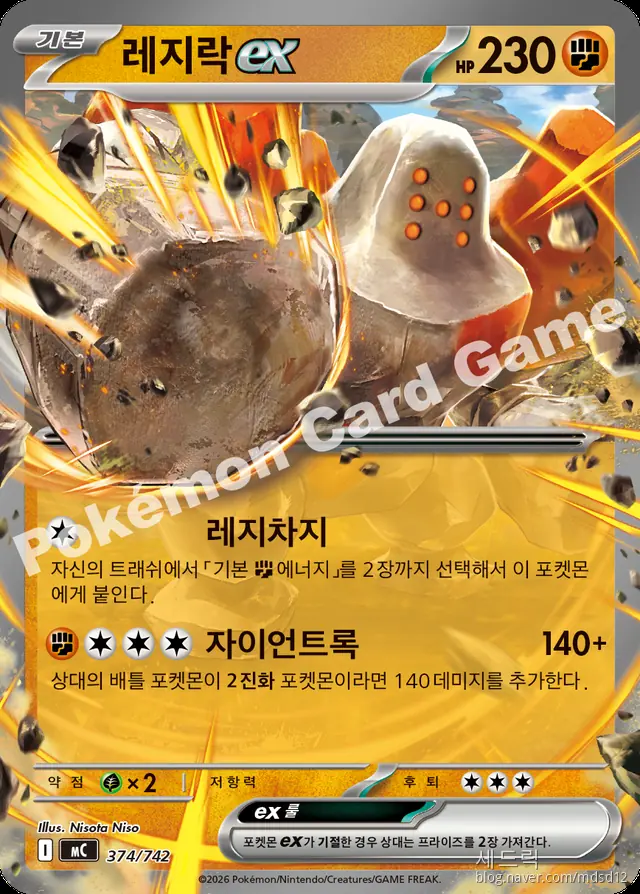 기본
레지락 ex
HP 230
Pokémon Card Game
레지차지
자신의 트래쉬에서 「기본 에너지」를 2장까지 선택해서 이 포켓몬
에게 붙인다.
자이언트록 140+
상대의 배틀 포켓몬이 2진화 포켓몬이라면 140데미지를 추가한다.
약점 ×2 저항력 후퇴
ex 룰
포켓몬 ex가 기절한 경우 상대는 프라이즈를 2장 가져간다.
Illus. Nisota Niso
I MC 374/742
세드릭
blog.naver.com/mdsd12
©2026 Pokémon/Nintendo/Creatures/GAME FREAK.